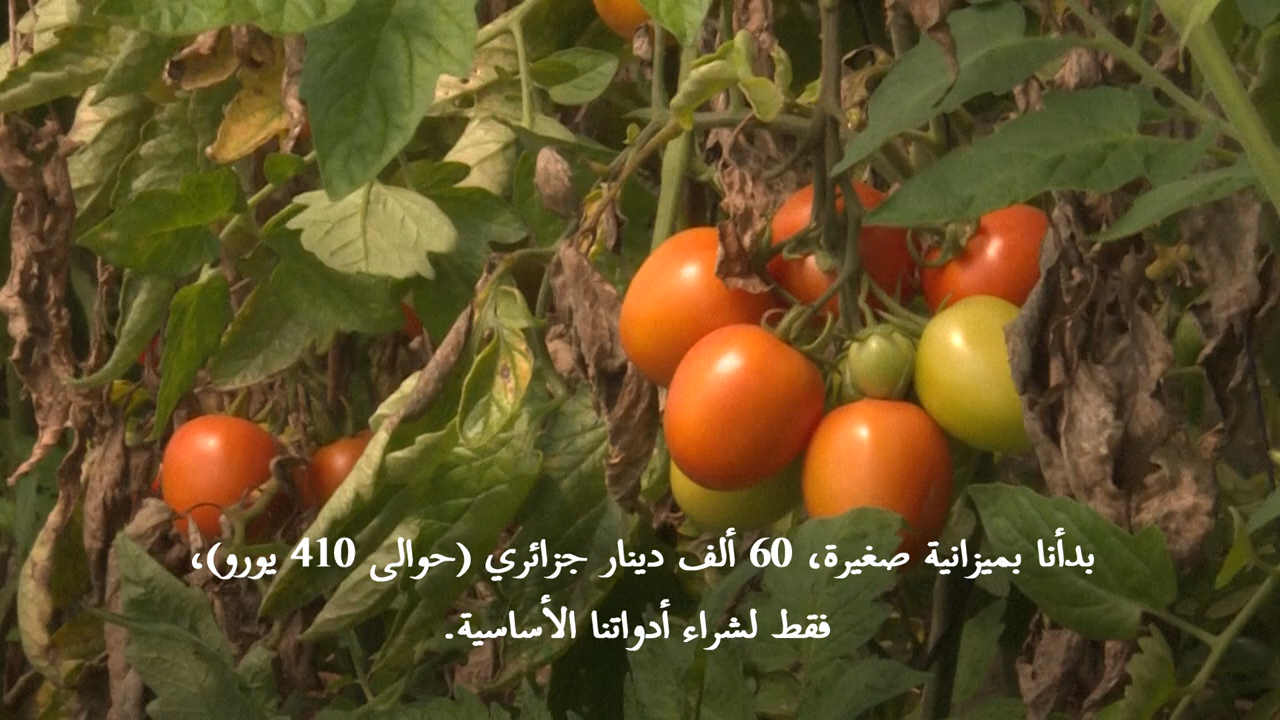 بدأنا بميزانية صغيرة، 60 ألف دينار جزائري (حوالى 410 يورو)،
فقط لشراء أدواتنا الأساسية.